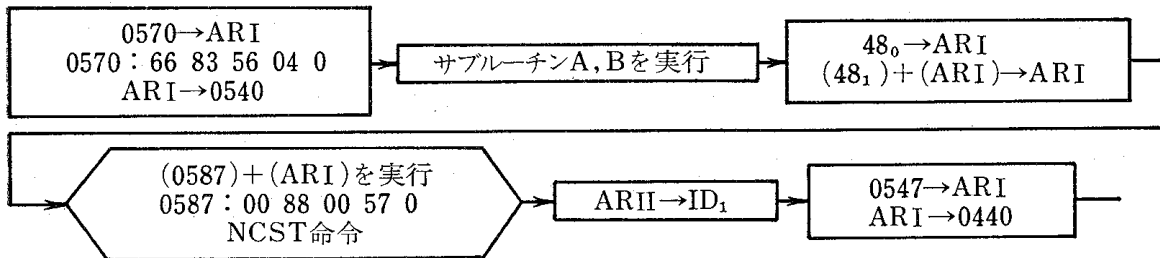 0570→ARI
0570：66 83 56 04 0
ARI→0540
サブルーチンA，Bを実行
48₀→ARI
(48₁)+(ARI)→ARI
(0587)+(ARI)を実行
0587：00 88 00 57 0
NCST命令
ARII→ID₁
0547→ARI
ARI→0440